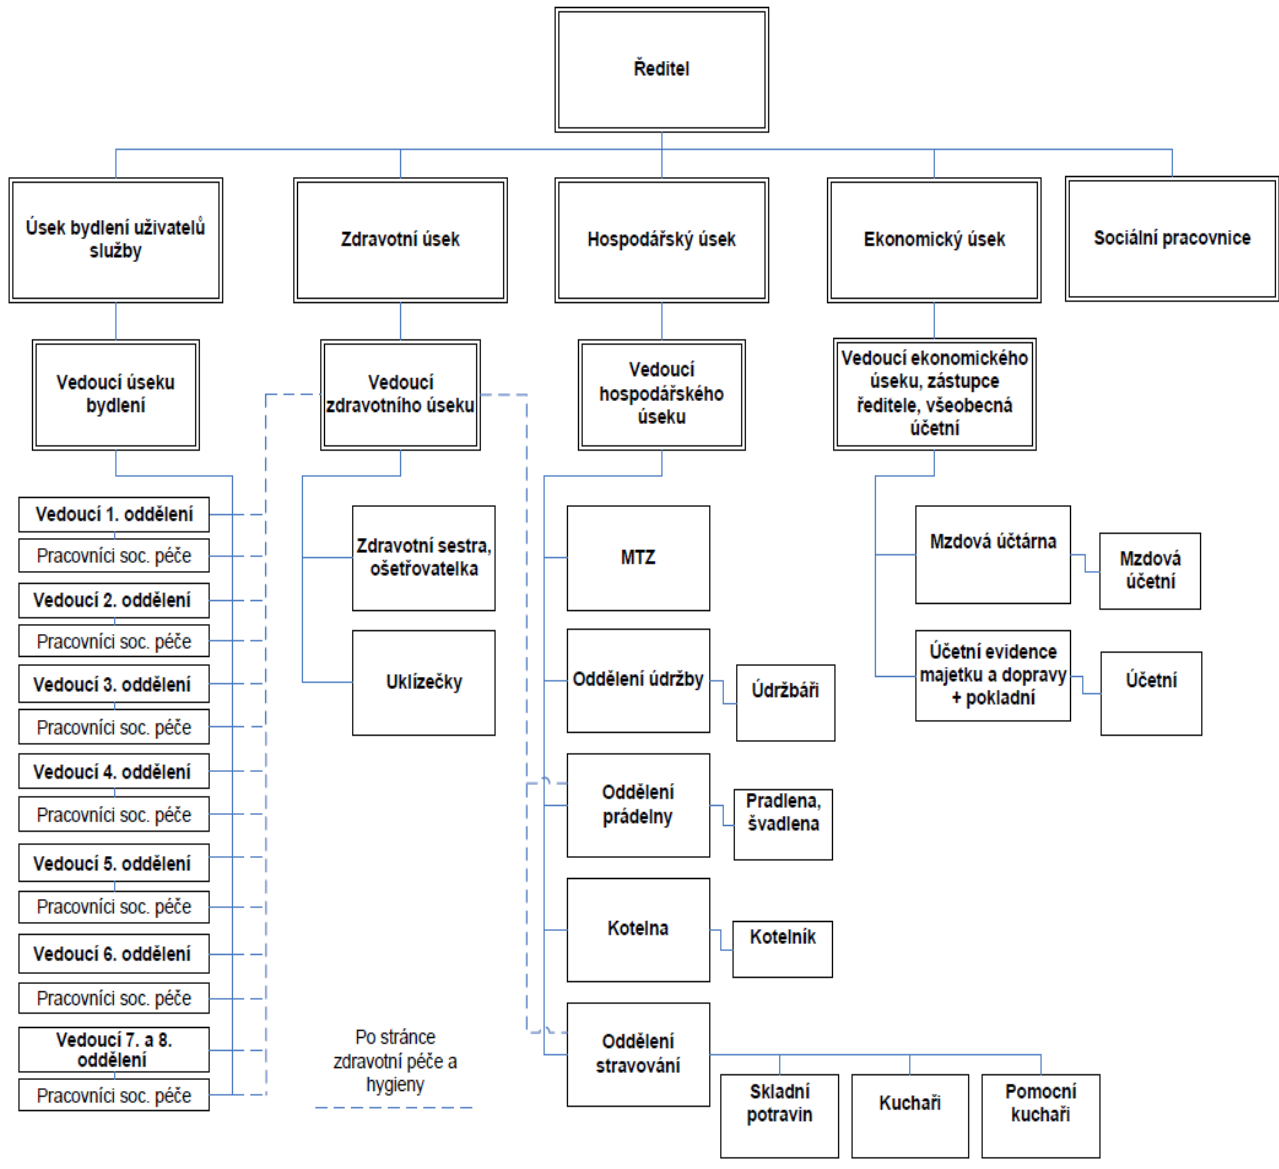 Ředitel
Úsek bydlení uživatelů
služby
Zdravotní úsek
Hospodářský úsek
Ekonomický úsek
Sociální pracovnice
Vedoucí úseku
bydlení
Vedoucí
zdravotního úseku
Vedoucí
hospodářského
úseku
Vedoucí ekonomického
úseku, zástupce
ředitele, všeobecná
účetní
Vedoucí 1. oddělení
Pracovníci soc. péče
Vedoucí 2. oddělení
Pracovníci soc. péče
Vedoucí 3. oddělení
Pracovníci soc. péče
Vedoucí 4. oddělení
Pracovníci soc. péče
Vedoucí 5. oddělení
Pracovníci soc. péče
Vedoucí 6. oddělení
Pracovníci soc. péče
Vedoucí 7. a 8.
oddělení
Pracovníci soc. péče
Zdravotní sestra,
ošetřovatelka
Uklízečky
MTZ
Oddělení údržby
Údržbáři
Oddělení
prádelny
Pradlena,
švadlena
Kotelna
Kotelník
Oddělení
stravování
Skladní
potravin
Kuchaři
Pomocní
kuchaři
Mzdová účtárna
Mzdová
účetní
Účetní evidence
majetku a dopravy
+ pokladní
Účetní
Po stránce
zdravotní péče a
hygieny